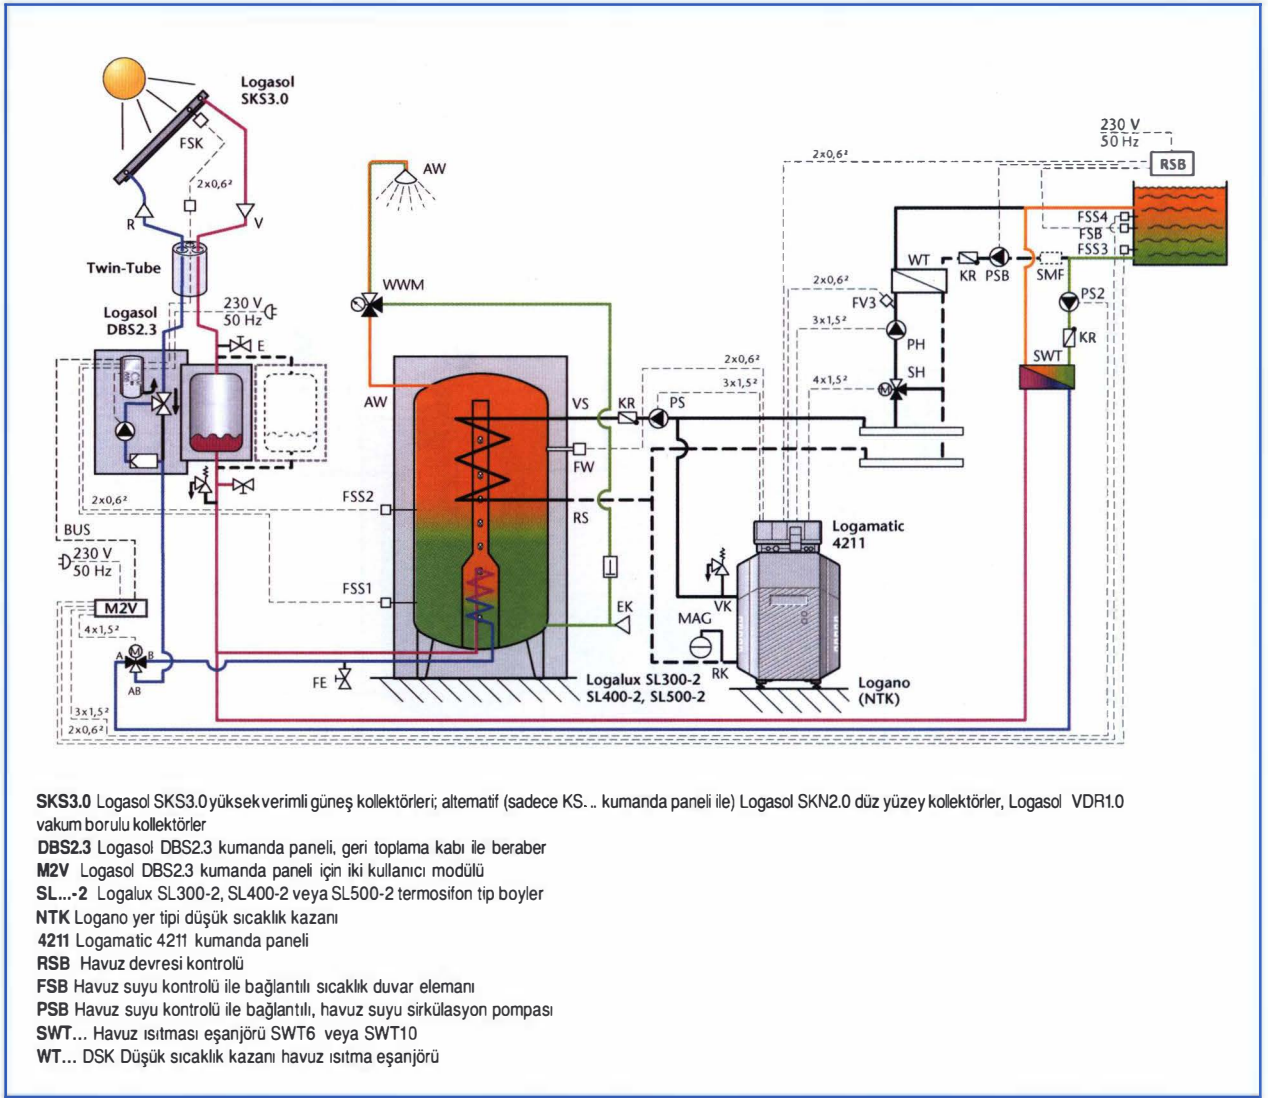 Logasol
SKS3.0
FSK
2x0,6²
R
V
Twin-Tube
Logasol
DBS2.3
230 V
50 Hz
E
AW
WWM
AW
230 V
50 Hz
RSB
2x0,6²
FSS4
FSB
FSS3
WT
KR
PSB
SMF
2x0,6²
FV3
PS2
3x1,5²
PH
KR
SWT
SH
M
4x1,5²
2x0,6²
3x1,5²
VS
KR
PS
FW
FSS2
RS
2x0,6²
BUS
230 V
50 Hz
M2V
4x1,5²
FSS1
Logamatic
4211
EK
VK
MAG
RK
A
M
B
AB
FE
Logalux SL300-2
SL400-2, SL500-2
Logano
(NTK)
3x1,5²
2x0,6²
SKS3.0 Logasol SKS3.0 yüksek verimli güneş kollektörleri; altematif (sadece KS... kumanda paneli ile) Logasol SKN2.0 düz yüzey kollektörler, Logasol VDR1.0
vakum borulu kollektörler
DBS2.3 Logasol DBS2.3 kumanda paneli, geri toplama kabı ile beraber
M2V Logasol DBS2.3 kumanda paneli için iki kullanıcı modülü
SL...-2 Logalux SL300-2, SL400-2 veya SL500-2 termosifon tip boyler
NTK Logano yer tipi düşük sıcaklık kazanı
4211 Logamatic 4211 kumanda paneli
RSB Havuz devresi kontrolü
FSB Havuz suyu kontrolü ile bağlantılı sıcaklık duvar elemanı
PSB Havuz suyu kontrolü ile bağlantılı, havuz suyu sirkülasyon pompası
SWT... Havuz ısıtması eşanjörü SWT6 veya SWT10
WT... DSK Düşük sıcaklık kazanı havuz ısıtma eşanjörü